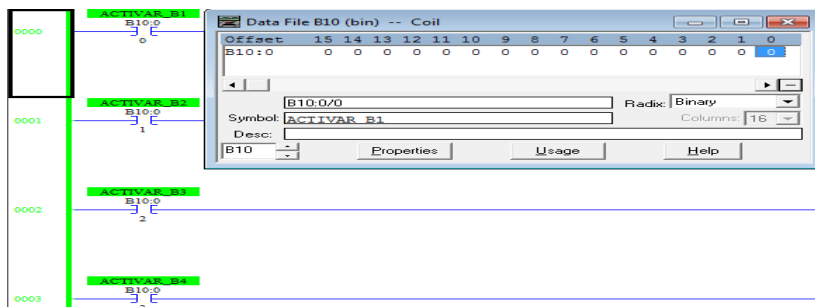 ACTIVAR_B1
B10:0
0000
0
Data File B10 (bin) -- Coil
Offset 15 14 13 12 11 10 9 8 7 6 5 4 3 2 1 0
B10:0 0 0 0 0 0 0 0 0 0 0 0 0 0 0 0 0
B10:0/0
Radix: Binary
Symbol: ACTIVAR_B1
Columns: 16
Desc:
B10 Properties Usage Help
ACTIVAR_B2
B10:0
0001
1
ACTIVAR_B3
B10:0
0002
2
ACTIVAR_B4
B10:0
0003